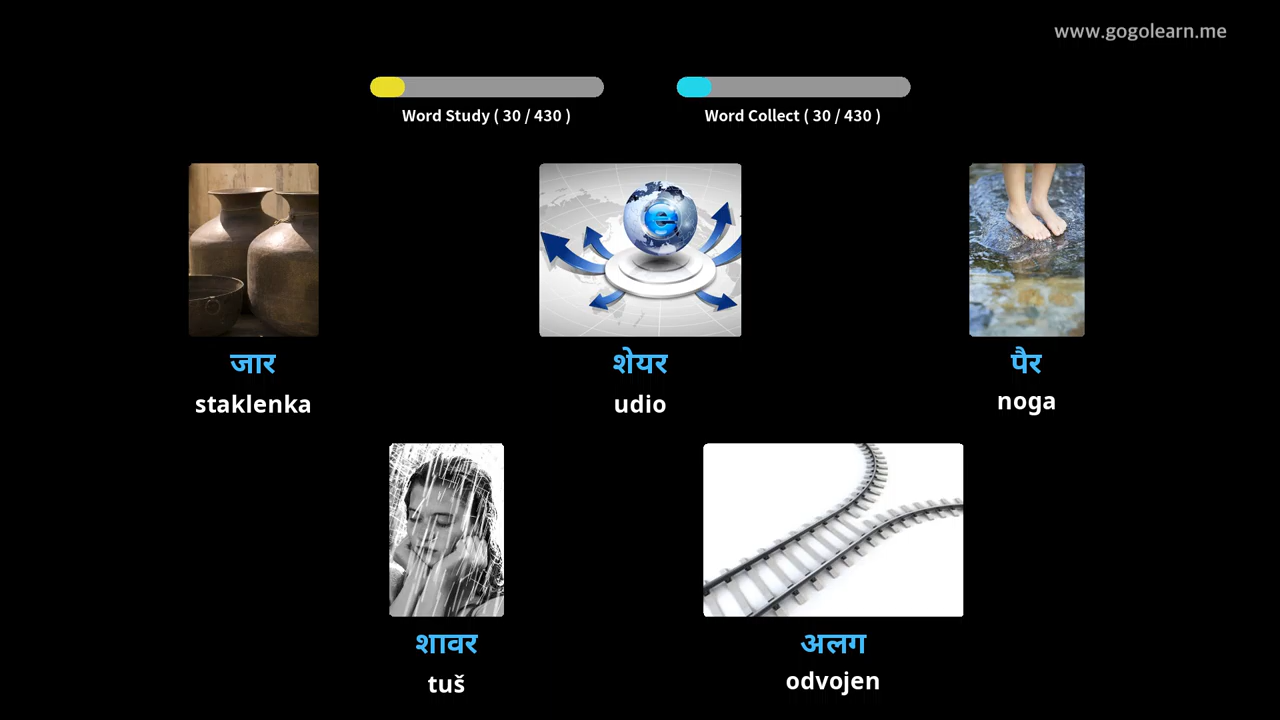 www.gogolearn.me
Word Study ( 30 / 430 )
Word Collect ( 30 / 430 )
e
जार
staklenka
शेयर
udio
पैर
noga
शावर
tuš
अलग
odvojen